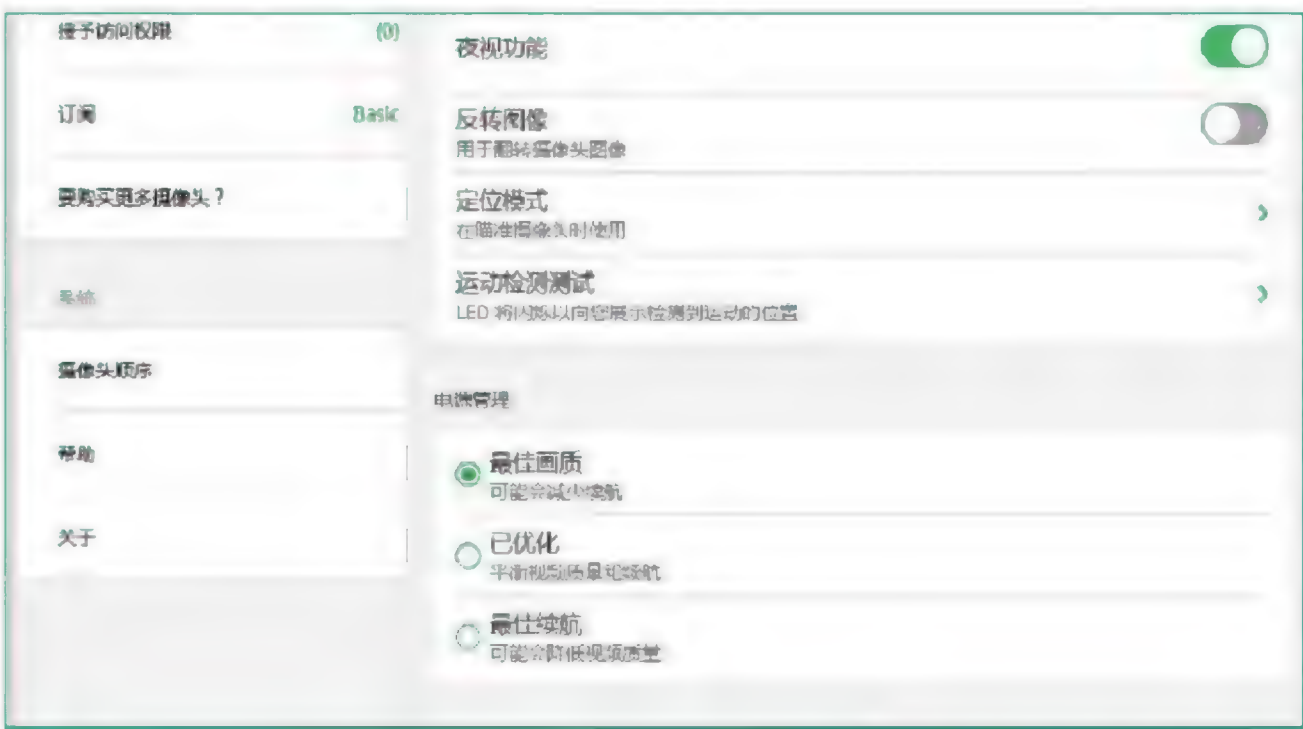 授予访问权限 (0)
订阅 Basic
要购买更多摄像头？
系统
摄像头顺序
帮助
关于
夜视功能
反转图像
用于翻转摄像头图像
定位模式
在瞄准摄像头时使用
运动检测测试
LED 将闪烁以向您展示检测到运动的位置
电源管理
最佳画质
可能会减少续航
已优化
平衡视频质量和续航
最佳续航
可能会降低视频质量